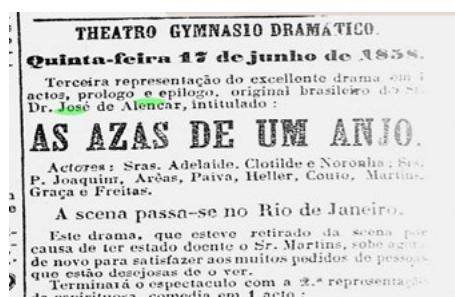 THEATRO GYMNASIO DRAMATICO.
Quinta-feira 17 de junho de 1858.
Terceira representação do excellente drama em
actos, prologo e epilogo, original brasileiro do Sr.
Dr. José de Alencar, intitulado :
AS AZAS DE UM ANJO.
Actores : Sras. Adelaide, Clotilde e Noronha ; Srs.
P. Joaquim, Arêas, Paiva, Heller, Couto, Martins,
Graça e Freitas.
A scena passa-se no Rio de Janeiro.
Este drama, que esteve retirado da scena por
causa de ter estado doente o Sr. Martins, sobe agora
de novo para satisfazer aos muitos pedidos de pessoas
que estão desejosas de o ver.
Terminará o espectaculo com a 2.ª representação
da espirituosa comedia em 1 acto :